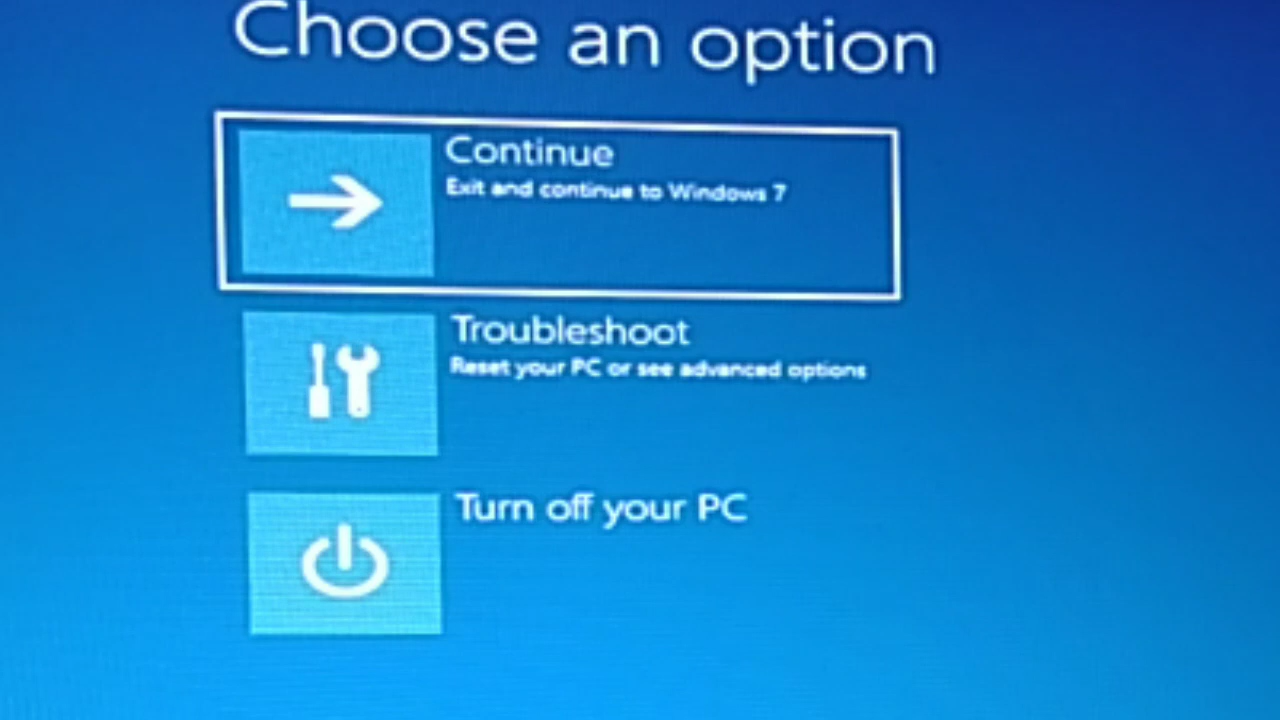 Choose an option
Continue
Exit and continue to Windows 7
Troubleshoot
Reset your PC or see advanced options
Turn off your PC